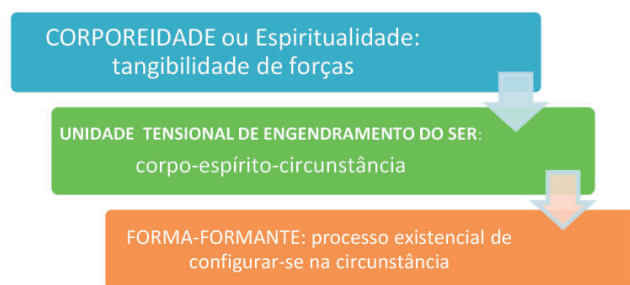 CORPOREIDADE ou Espiritualidade:
tangibilidade de forças
UNIDADE TENSIONAL DE ENGENDRAMENTO DO SER:
corpo-espírito-circunstância
FORMA-FORMANTE: processo existencial de
configurar-se na circunstância